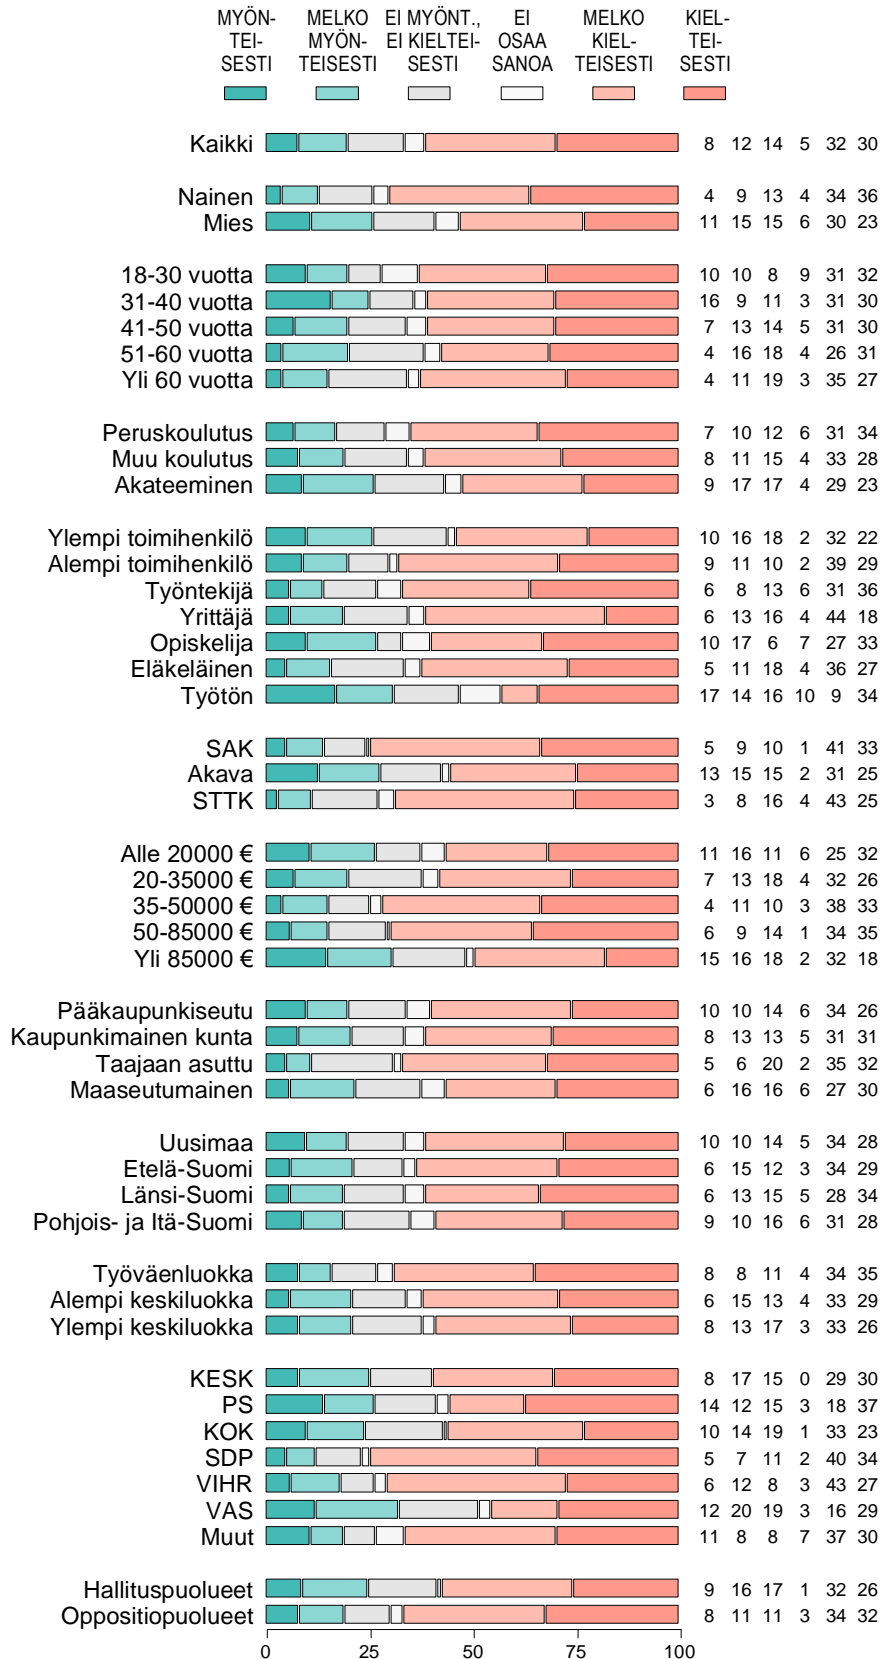 MYÖN- MELKO EI MYÖNT., EI MELKO KIEL-
TEI- MYÖN- EI KIELTEI- OSAA KIEL- TEI-
SESTI TEISESTI SESTI SANOA TEISESTI SESTI
Kaikki 8 12 14 5 32 30
Nainen 4 9 13 4 34 36
Mies 11 15 15 6 30 23
18-30 vuotta 10 10 8 9 31 32
31-40 vuotta 16 9 11 3 31 30
41-50 vuotta 7 13 14 5 31 30
51-60 vuotta 4 16 18 4 26 31
Yli 60 vuotta 4 11 19 3 35 27
Peruskoulutus 7 10 12 6 31 34
Muu koulutus 8 11 15 4 33 28
Akateeminen 9 17 17 4 29 23
Ylempi toimihenkilö 10 16 18 2 32 22
Alempi toimihenkilö 9 11 10 2 39 29
Työntekijä 6 8 13 6 31 36
Yrittäjä 6 13 16 4 44 18
Opiskelija 10 17 6 7 27 33
Eläkeläinen 5 11 18 4 36 27
Työtön 17 14 16 10 9 34
SAK 5 9 10 1 41 33
Akava 13 15 15 2 31 25
STTK 3 8 16 4 43 25
Alle 20000 € 11 16 11 6 25 32
20-35000 € 7 13 18 4 32 26
35-50000 € 4 11 10 3 38 33
50-85000 € 6 9 14 1 34 35
Yli 85000 € 15 16 18 2 32 18
Pääkaupunkiseutu 10 10 14 6 34 26
Kaupunkimainen kunta 8 13 13 5 31 31
Taajaan asuttu 5 6 20 2 35 32
Maaseutumainen 6 16 16 6 27 30
Uusimaa 10 10 14 5 34 28
Etelä-Suomi 6 15 12 3 34 29
Länsi-Suomi 6 13 15 5 28 34
Pohjois- ja Itä-Suomi 9 10 16 6 31 28
Työväenluokka 8 8 11 4 34 35
Alempi keskiluokka 6 15 13 4 33 29
Ylempi keskiluokka 8 13 17 3 33 26
KESK 8 17 15 0 29 30
PS 14 12 15 3 18 37
KOK 10 14 19 1 33 23
SDP 5 7 11 2 40 34
VIHR 6 12 8 3 43 27
VAS 12 20 19 3 16 29
Muut 11 8 8 7 37 30
Hallituspuolueet 9 16 17 1 32 26
Oppositiopuolueet 8 11 11 3 34 32
0 25 50 75 100